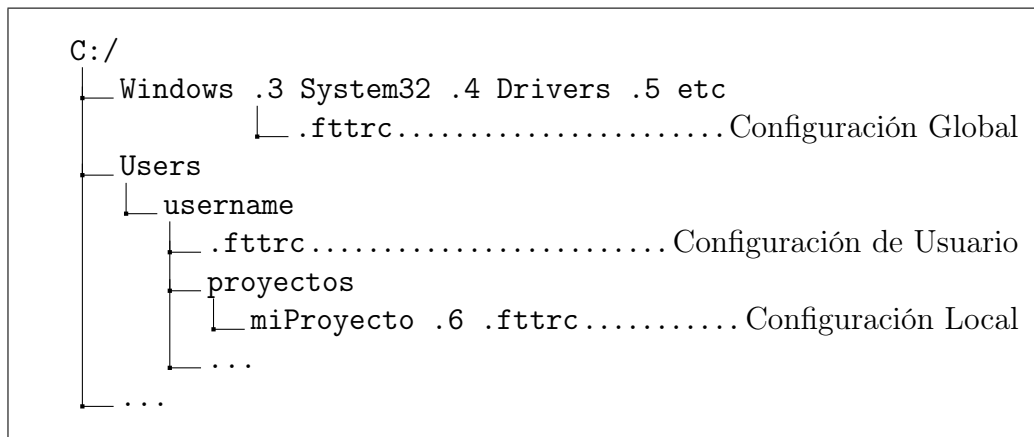 C:/
Windows .3 System32 .4 Drivers .5 etc
.fttrc........................Configuración Global
Users
username
.fttrc.........................Configuración de Usuario
proyectos
miProyecto .6 .fttrc...........Configuración Local
...
...